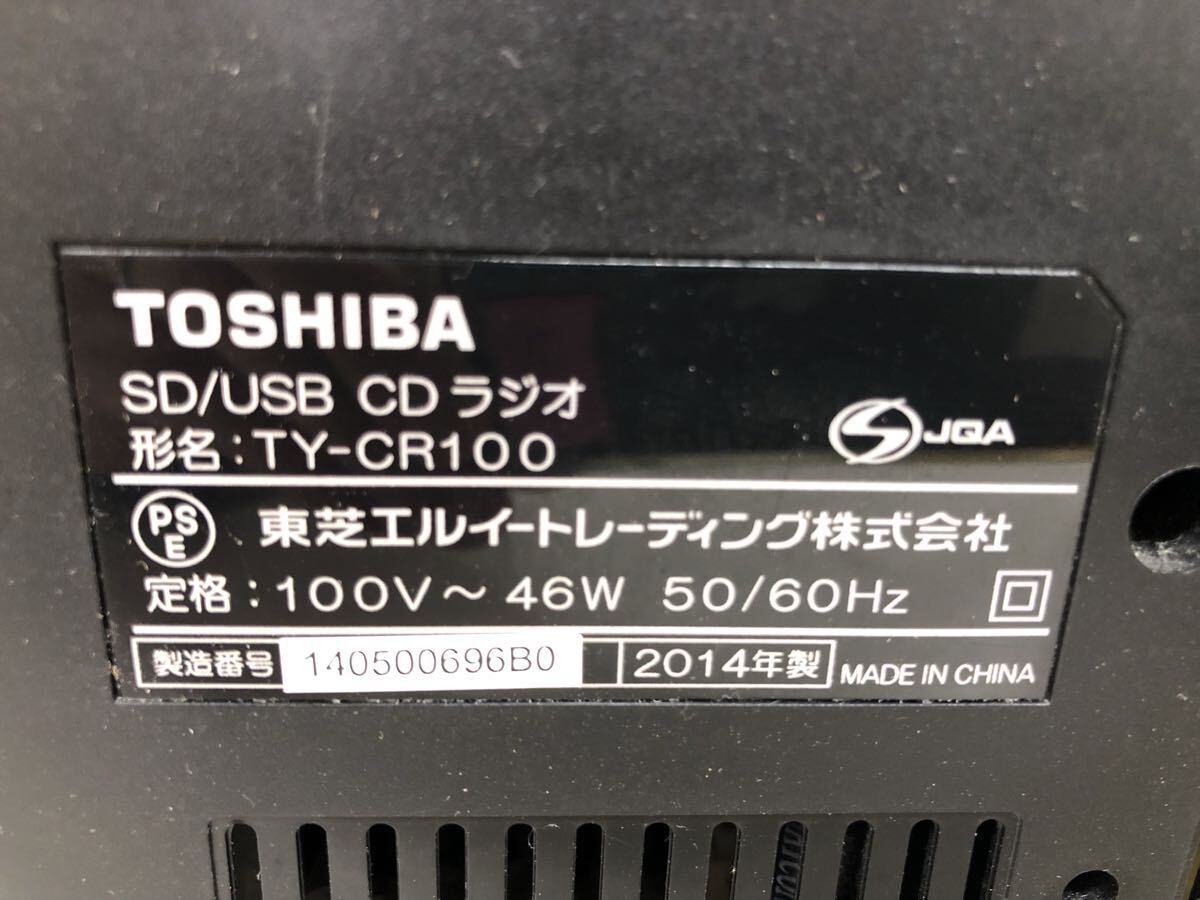 TOSHIBA
SD/USB CDラジオ
形名:TY-CR100
JQA
PS
E
東芝エルイートレーディング株式会社
定格:100V～ 46W 50/60Hz
製造番号 140500696B0 2014年製 MADE IN CHINA